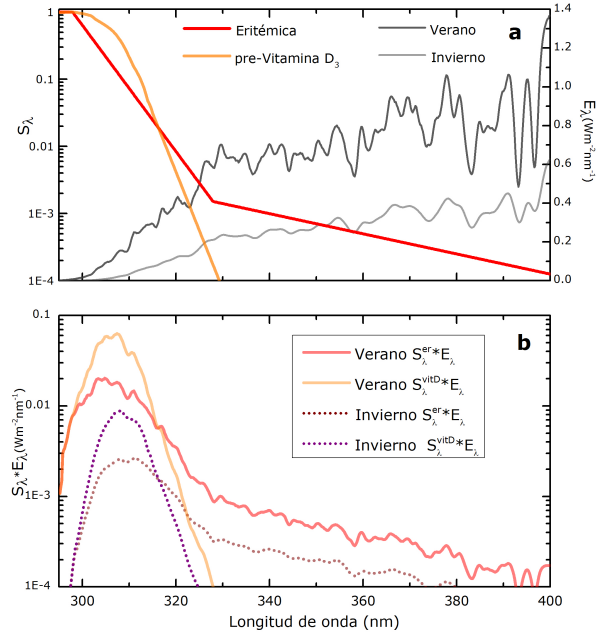 a
Eritémica
pre-Vitamina D3
Verano
Invierno
Sλ
1
0.1
0.01
1E-3
1E-4
Eλ(Wm-2nm-1)
1.4
1.2
1.0
0.8
0.6
0.4
0.2
0.0
b
Verano Sλer*Eλ
Verano SλvitD*Eλ
Invierno Sλer*Eλ
Invierno SλvitD*Eλ
Sλ*Eλ(Wm-2nm-1)
0.1
0.01
1E-3
1E-4
300 320 340 360 380 400
Longitud de onda (nm)